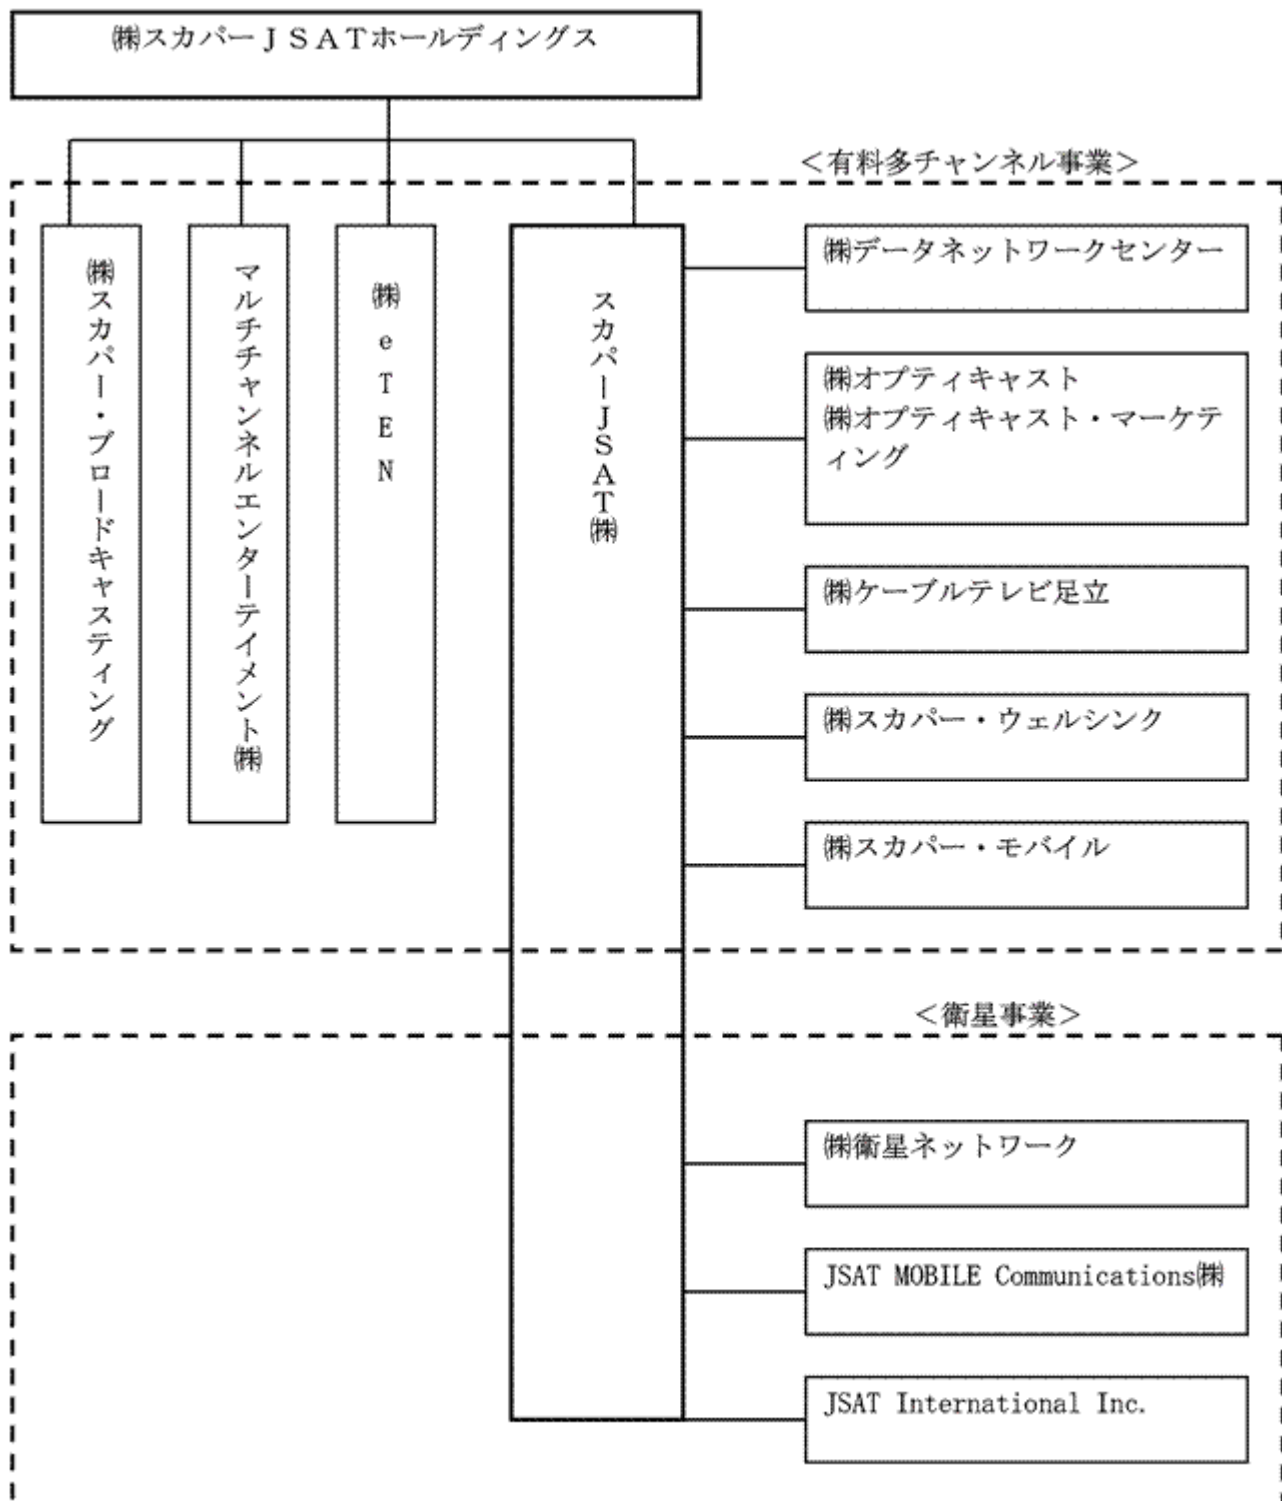 ㈱スカパーＪＳＡＴホールディングス
＜有料多チャンネル事業＞
㈱スカパー・ブロードキャスティング
マルチチャンネルエンターテイメント㈱
㈱ｅＴＥＮ
スカパーＪＳＡＴ㈱
㈱データネットワークセンター
㈱オプティキャスト
㈱オプティキャスト・マーケテ
ィング
㈱ケーブルテレビ足立
㈱スカパー・ウェルシンク
㈱スカパー・モバイル
＜衛星事業＞
㈱衛星ネットワーク
JSAT MOBILE Communications㈱
JSAT International Inc.